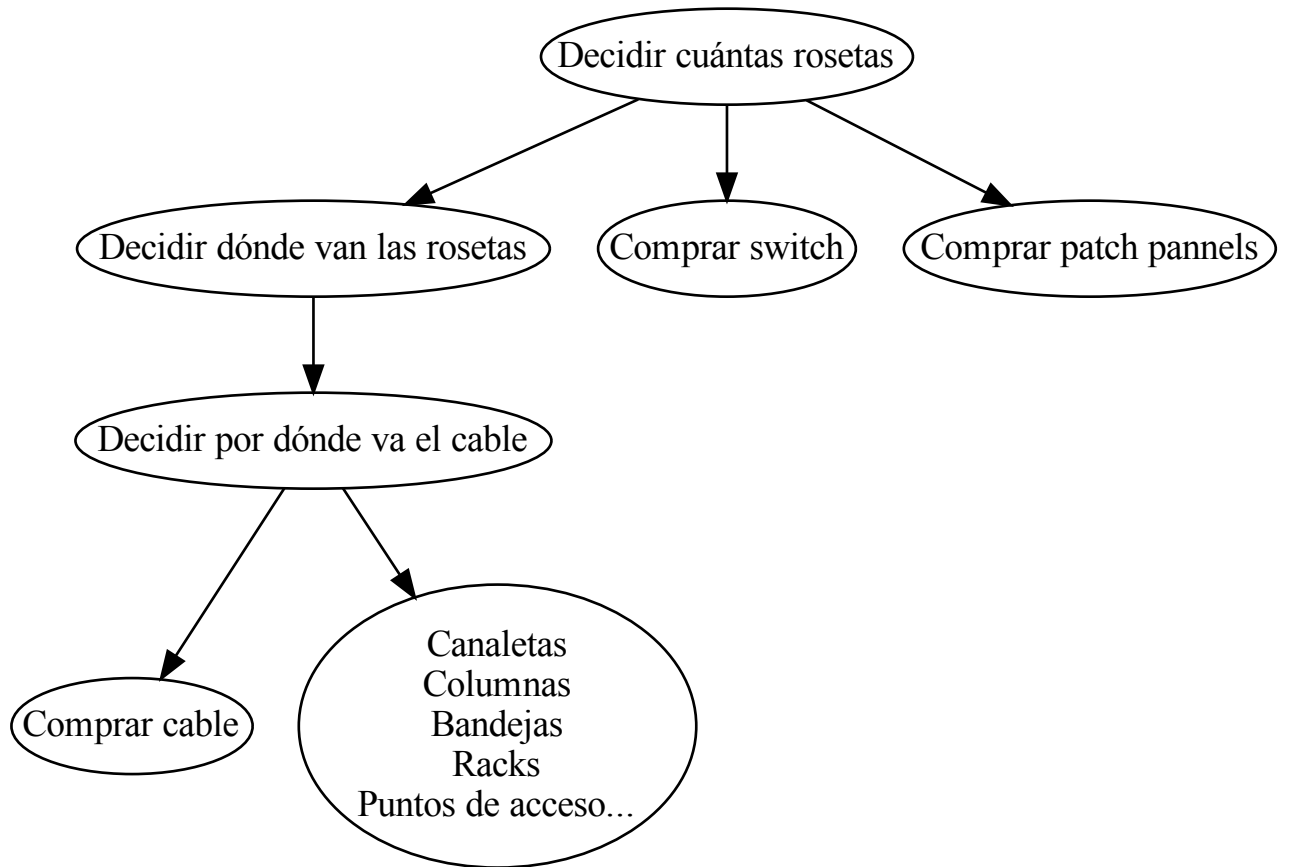 Decidir cuántas rosetas
Decidir dónde van las rosetas
Comprar switch
Comprar patch pannels
Decidir por dónde va el cable
Comprar cable
Canaletas
Columnas
Bandejas
Racks
Puntos de acceso...